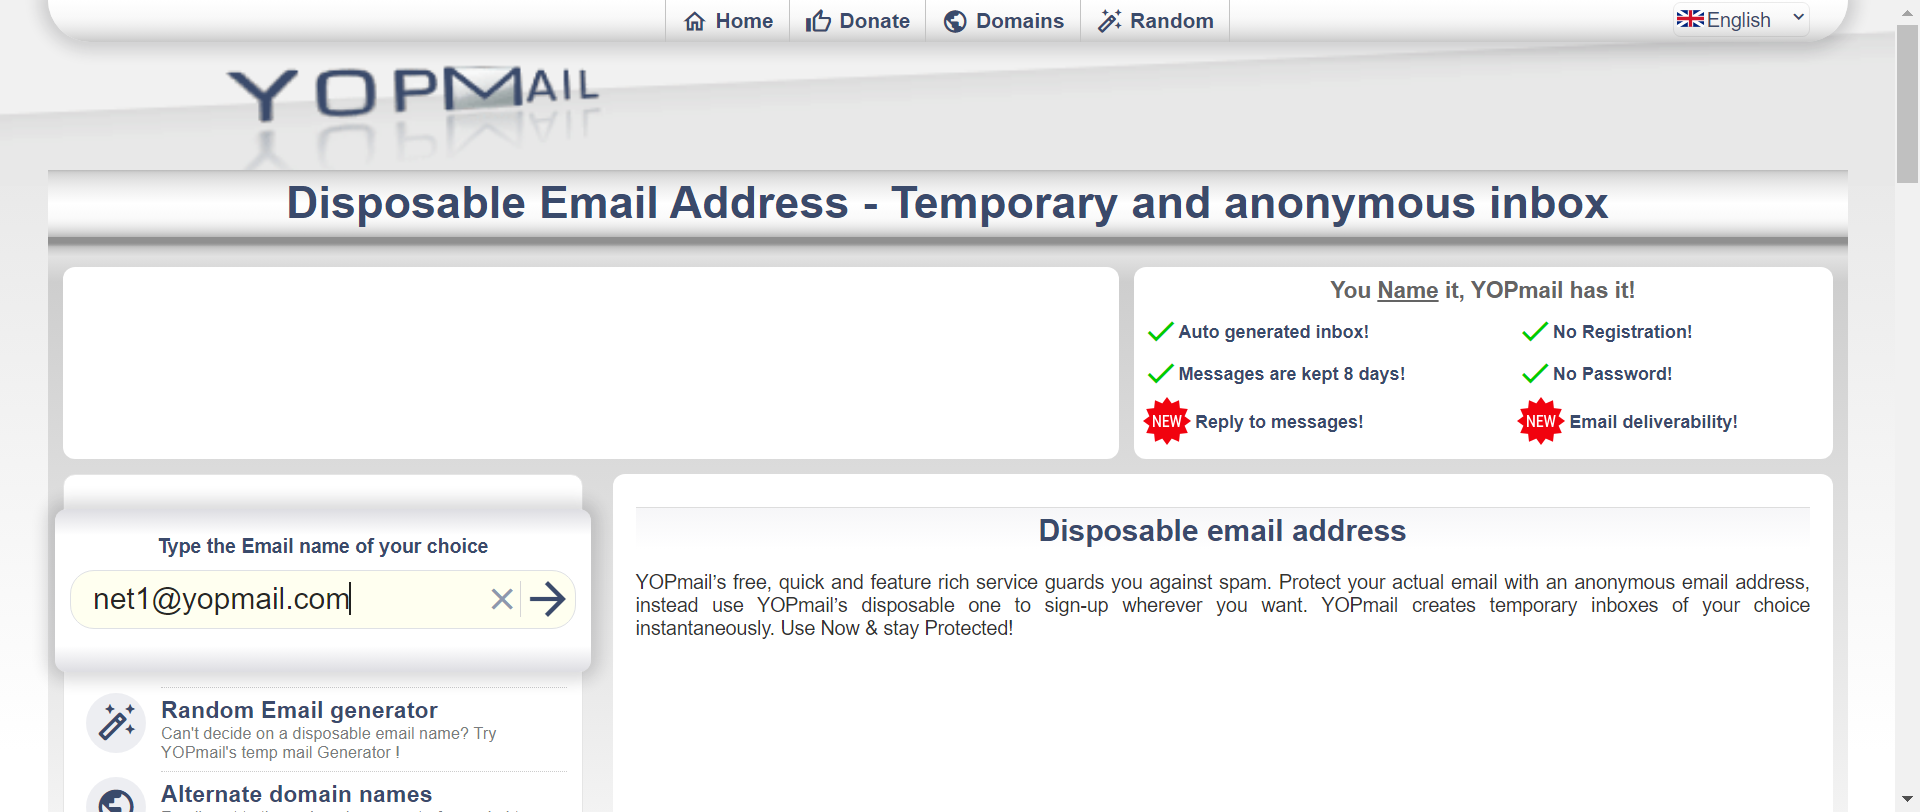 Home
Donate
Domains
Random
English
YOPMAIL
Disposable Email Address - Temporary and anonymous inbox
You Name it, YOPmail has it!
Auto generated inbox!
No Registration!
Messages are kept 8 days!
No Password!
NEW Reply to messages!
NEW Email deliverability!
Type the Email name of your choice
net1@yopmail.com
Random Email generator
Can't decide on a disposable email name? Try
YOPmail's temp mail Generator !
Alternate domain names
Disposable email address
YOPmail’s free, quick and feature rich service guards you against spam. Protect your actual email with an anonymous email address,
instead use YOPmail’s disposable one to sign-up wherever you want. YOPmail creates temporary inboxes of your choice
instantaneously. Use Now & stay Protected!